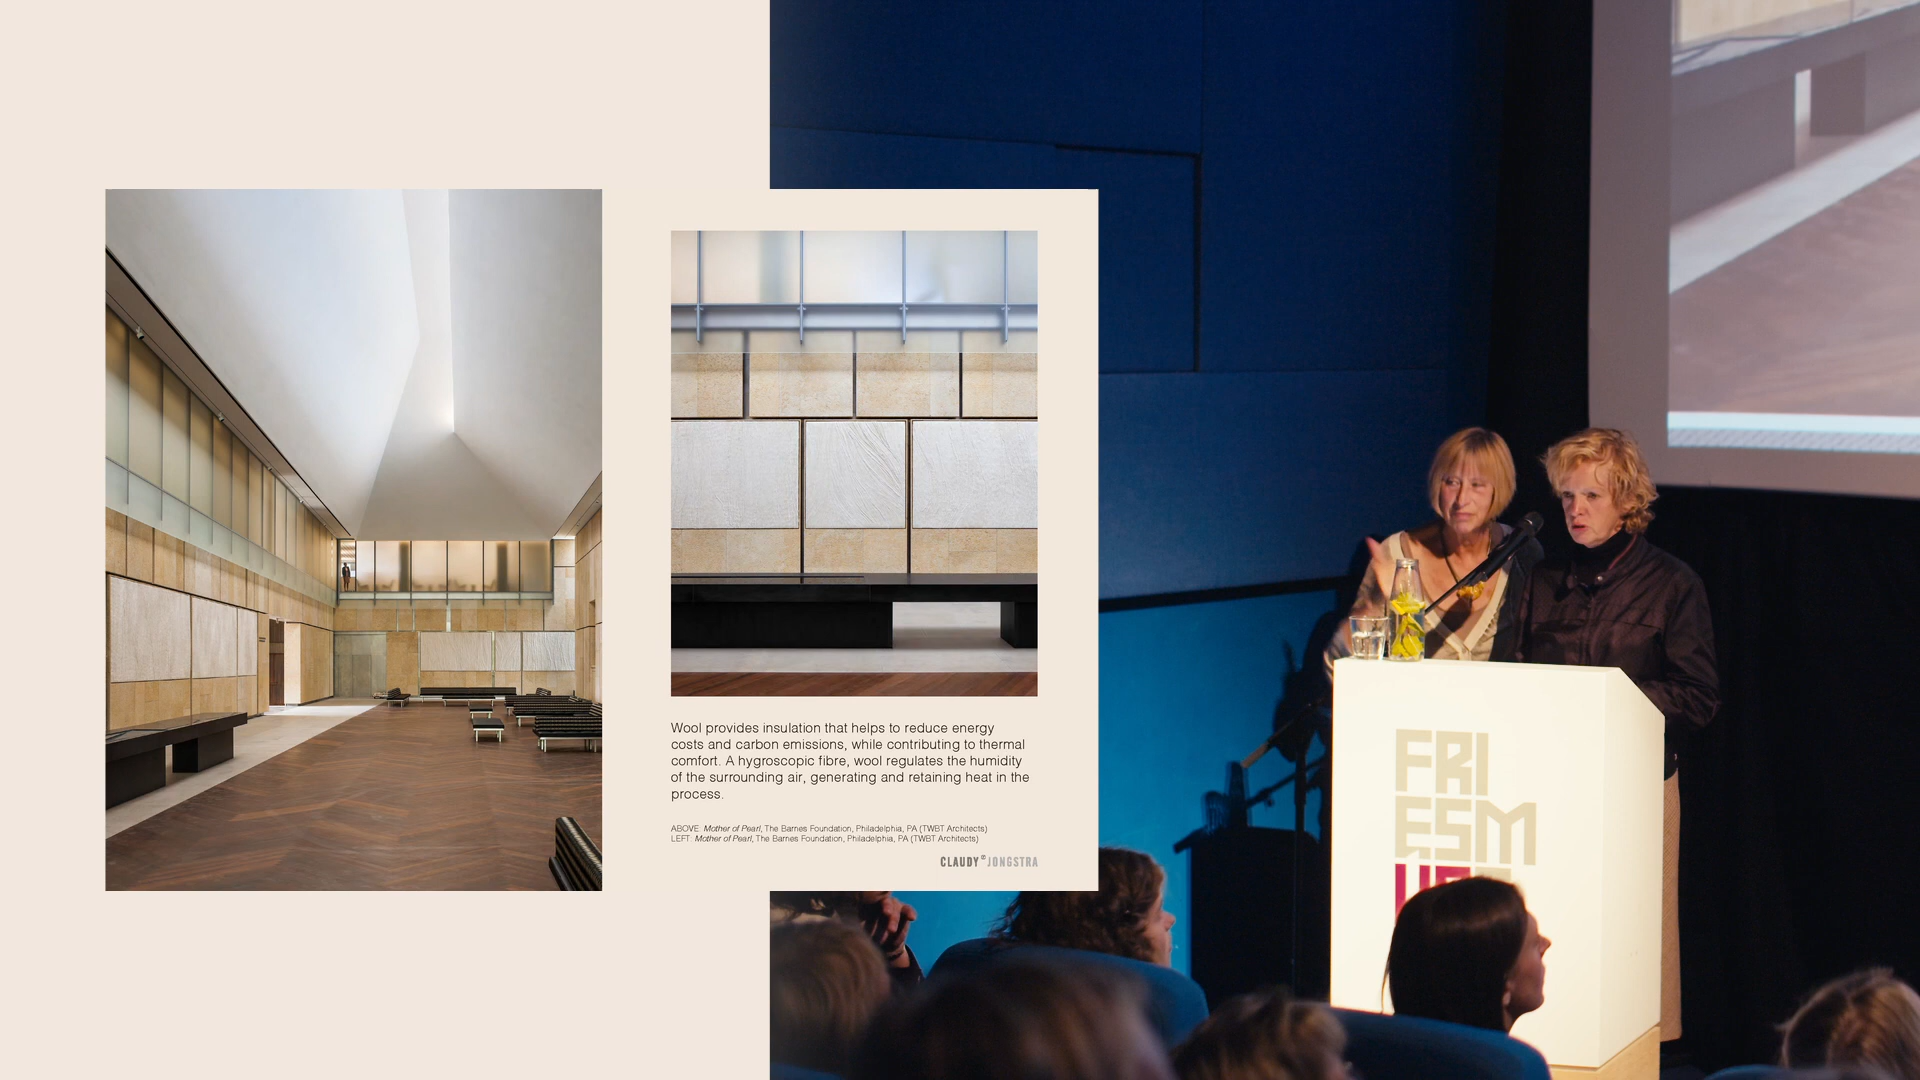 Wool provides insulation that helps to reduce energy
costs and carbon emissions, while contributing to thermal
comfort. A hygroscopic fibre, wool regulates the humidity
of the surrounding air, generating and retaining heat in the
process.
ABOVE: Mother of Pearl, The Barnes Foundation, Philadelphia, PA (TWBT Architects)
LEFT: Mother of Pearl, The Barnes Foundation, Philadelphia, PA (TWBT Architects)
CLAUDY JONGSTRA
FRI
ESM